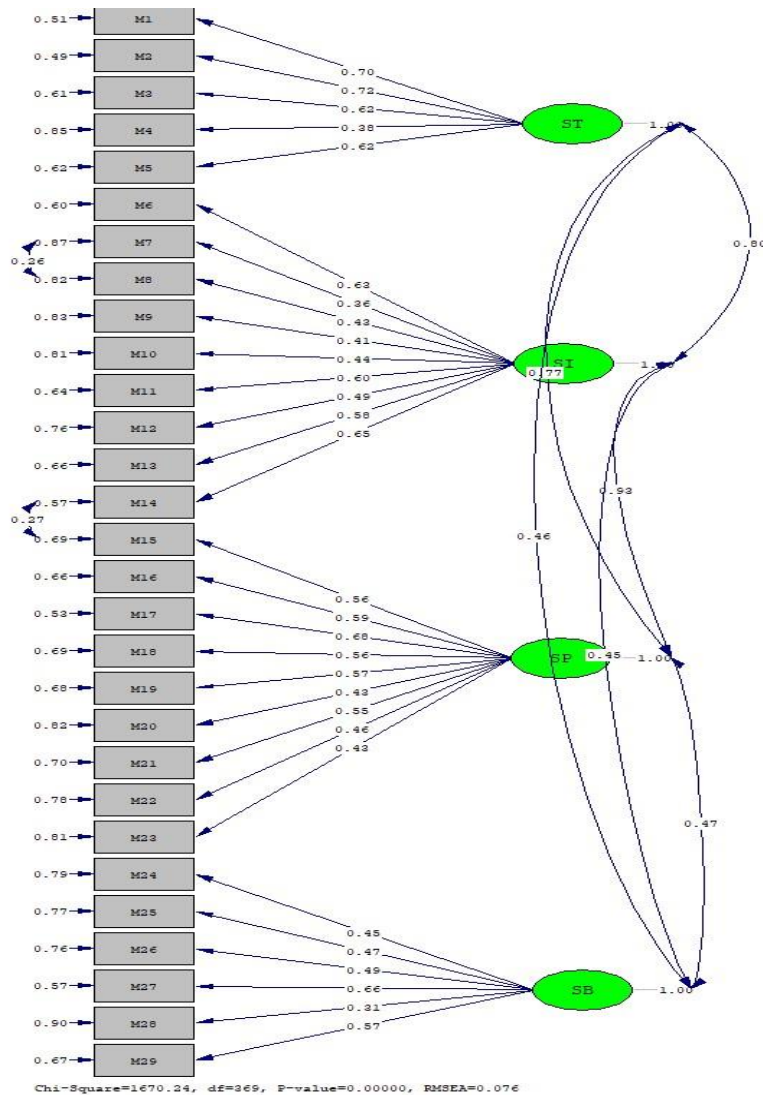 0.51 M1
0.49 M2
0.61 M3
0.85 M4
0.62 M5
0.60 M6
0.87 M7
0.26
0.82 M8
0.83 M9
0.81 M10
0.64 M11
0.76 M12
0.66 M13
0.57 M14
0.27
0.69 M15
0.66 M16
0.53 M17
0.69 M18
0.68 M19
0.82 M20
0.70 M21
0.78 M22
0.81 M23
0.79 M24
0.77 M25
0.76 M26
0.57 M27
0.90 M28
0.67 M29
0.70
0.72
0.62
0.38
0.62
0.63
0.36
0.43
0.41
0.44
0.60
0.49
0.58
0.65
0.56
0.59
0.68
0.56
0.57
0.43
0.55
0.46
0.43
0.45
0.47
0.49
0.66
0.31
0.57
ST 1.00
SI 1.00
SP 1.00
SB 1.00
0.80
0.77
0.93
0.46
0.45
0.47
Chi-Square=1670.24, df=369, P-value=0.00000, RMSEA=0.076